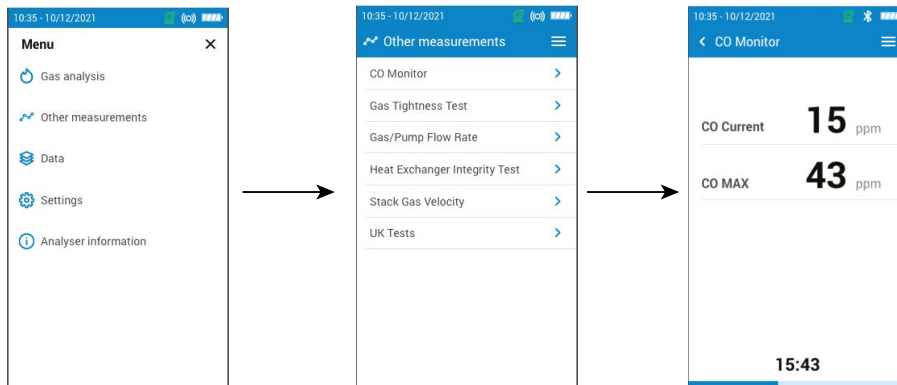 10:35 - 10/12/2021
Menu
Gas analysis
Other measurements
Data
Settings
Analyser information
10:35 - 10/12/2021
Other measurements
CO Monitor
Gas Tightness Test
Gas/Pump Flow Rate
Heat Exchanger Integrity Test
Stack Gas Velocity
UK Tests
10:35 - 10/12/2021
CO Monitor
CO Current 15 ppm
CO MAX 43 ppm
15:43